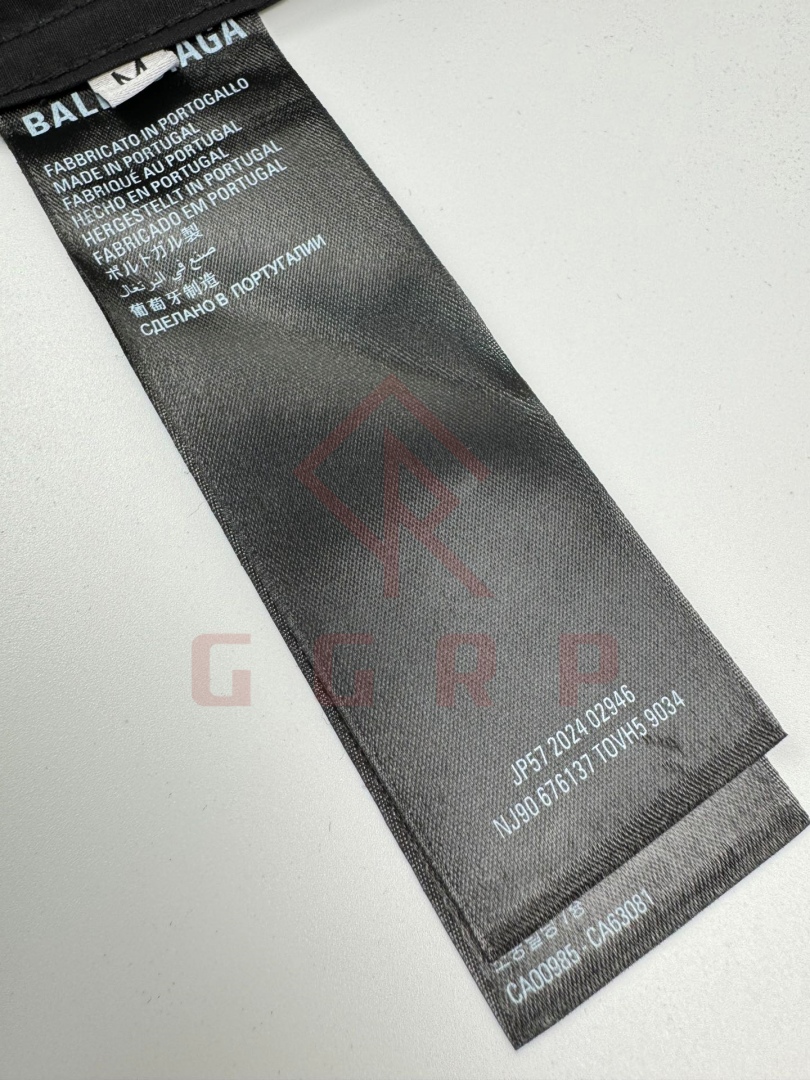 M
FABBRICATO IN PORTOGALLO
MADE IN PORTUGAL
FABRIQUÉ AU PORTUGAL
HECHO EN PORTUGAL
HERGESTELLT IN PORTUGAL
FABRICADO EM PORTUGAL
ポルトガル製
صنع في البرتغال
葡萄牙制造
СДЕЛАНО В ПОРТУГАЛИИ
GGRP
JP57 2024 02946
NJ90 676137 TOVH5 9034
CA00985 - CA63081